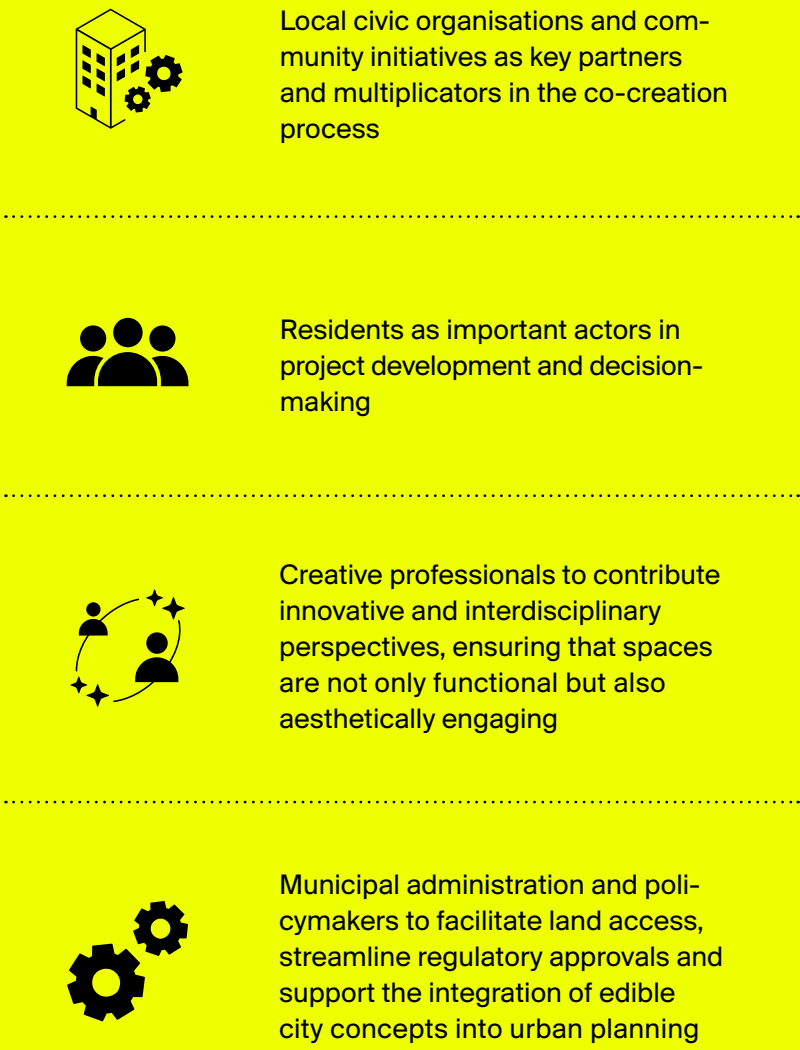 Local civic organisations and com-
munity initiatives as key partners
and multiplicators in the co-creation
process
Residents as important actors in
project development and decision-
making
Creative professionals to contribute
innovative and interdisciplinary
perspectives, ensuring that spaces
are not only functional but also
aesthetically engaging
Municipal administration and poli-
cymakers to facilitate land access,
streamline regulatory approvals and
support the integration of edible
city concepts into urban planning